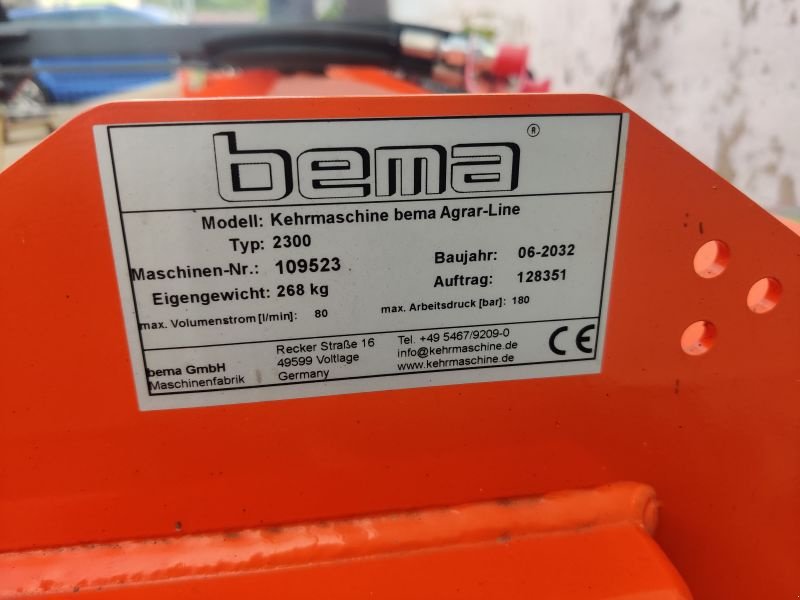 bema ®
Modell: Kehrmaschine bema Agrar-Line
Typ: 2300
Maschinen-Nr.: 109523
Baujahr: 06-2032
Eigengewicht: 268 kg
Auftrag: 128351
max. Volumenstrom [l/min]: 80
max. Arbeitsdruck [bar]: 180
bema GmbH
Maschinenfabrik
Recker Straße 16
49599 Voltlage
Germany
Tel. +49 5467/9209-0
info@kehrmaschine.de
www.kehrmaschine.de
CE